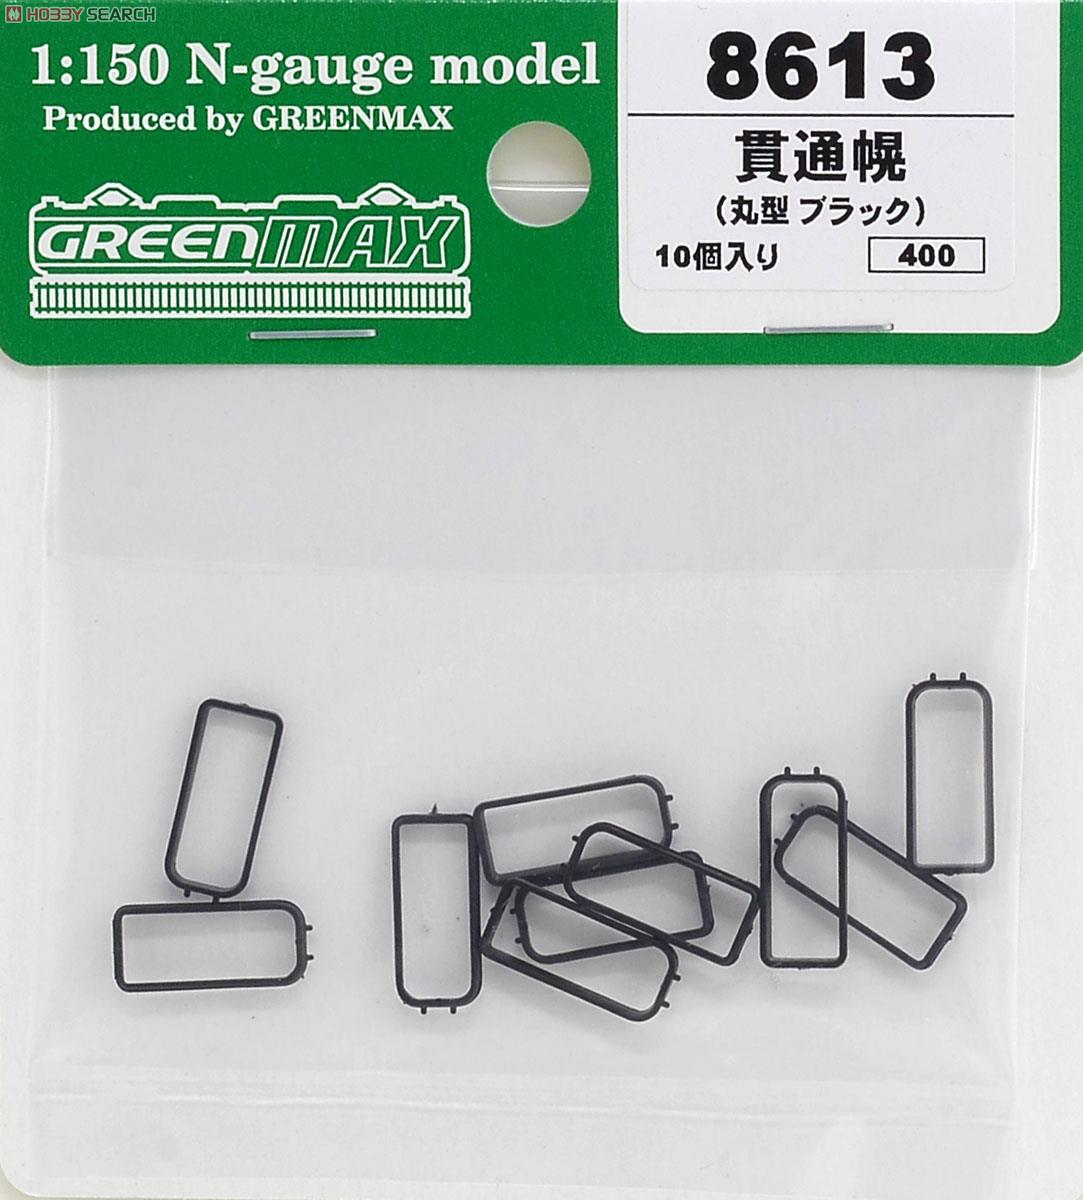 HOBBY SEARCH
1:150 N-gauge model
Produced by GREENMAX
GREENMAX
8613
貫通幌
(丸型 ブラック)
10個入り
400